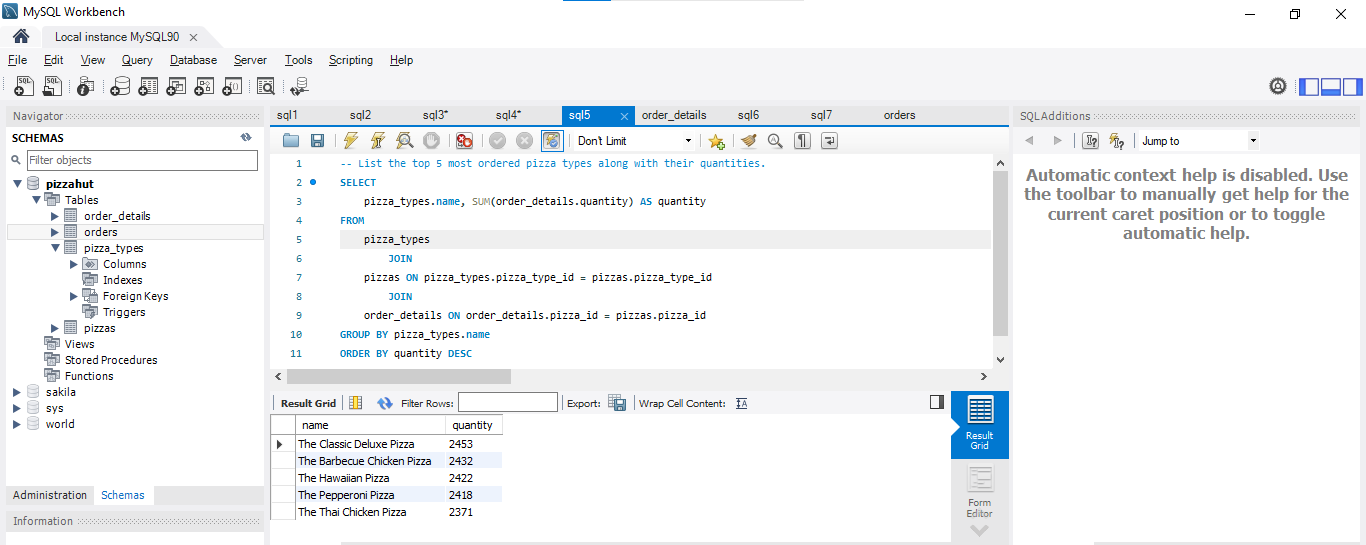 MySQL Workbench
Local instance MySQL90
File Edit View Query Database Server Tools Scripting Help
Navigator
SCHEMAS
Filter objects
pizzahut
Tables
order_details
orders
pizza_types
Columns
Indexes
Foreign Keys
Triggers
pizzas
Views
Stored Procedures
Functions
sakila
sys
world
Administration Schemas
Information
sql1 sql2 sql3* sql4* sql5 order_details sql6 sql7 orders
Don't Limit
1 -- List the top 5 most ordered pizza types along with their quantities.
2 SELECT
3 pizza_types.name, SUM(order_details.quantity) AS quantity
4 FROM
5 pizza_types
6 JOIN
7 pizzas ON pizza_types.pizza_type_id = pizzas.pizza_type_id
8 JOIN
9 order_details ON order_details.pizza_id = pizzas.pizza_id
10 GROUP BY pizza_types.name
11 ORDER BY quantity DESC
Result Grid Filter Rows: Export: Wrap Cell Content: IA
name quantity
The Classic Deluxe Pizza 2453
The Barbecue Chicken Pizza 2432
The Hawaiian Pizza 2422
The Pepperoni Pizza 2418
The Thai Chicken Pizza 2371
Result
Grid
Form
Editor
SQLAdditions
Jump to
Automatic context help is disabled. Use
the toolbar to manually get help for the
current caret position or to toggle
automatic help.